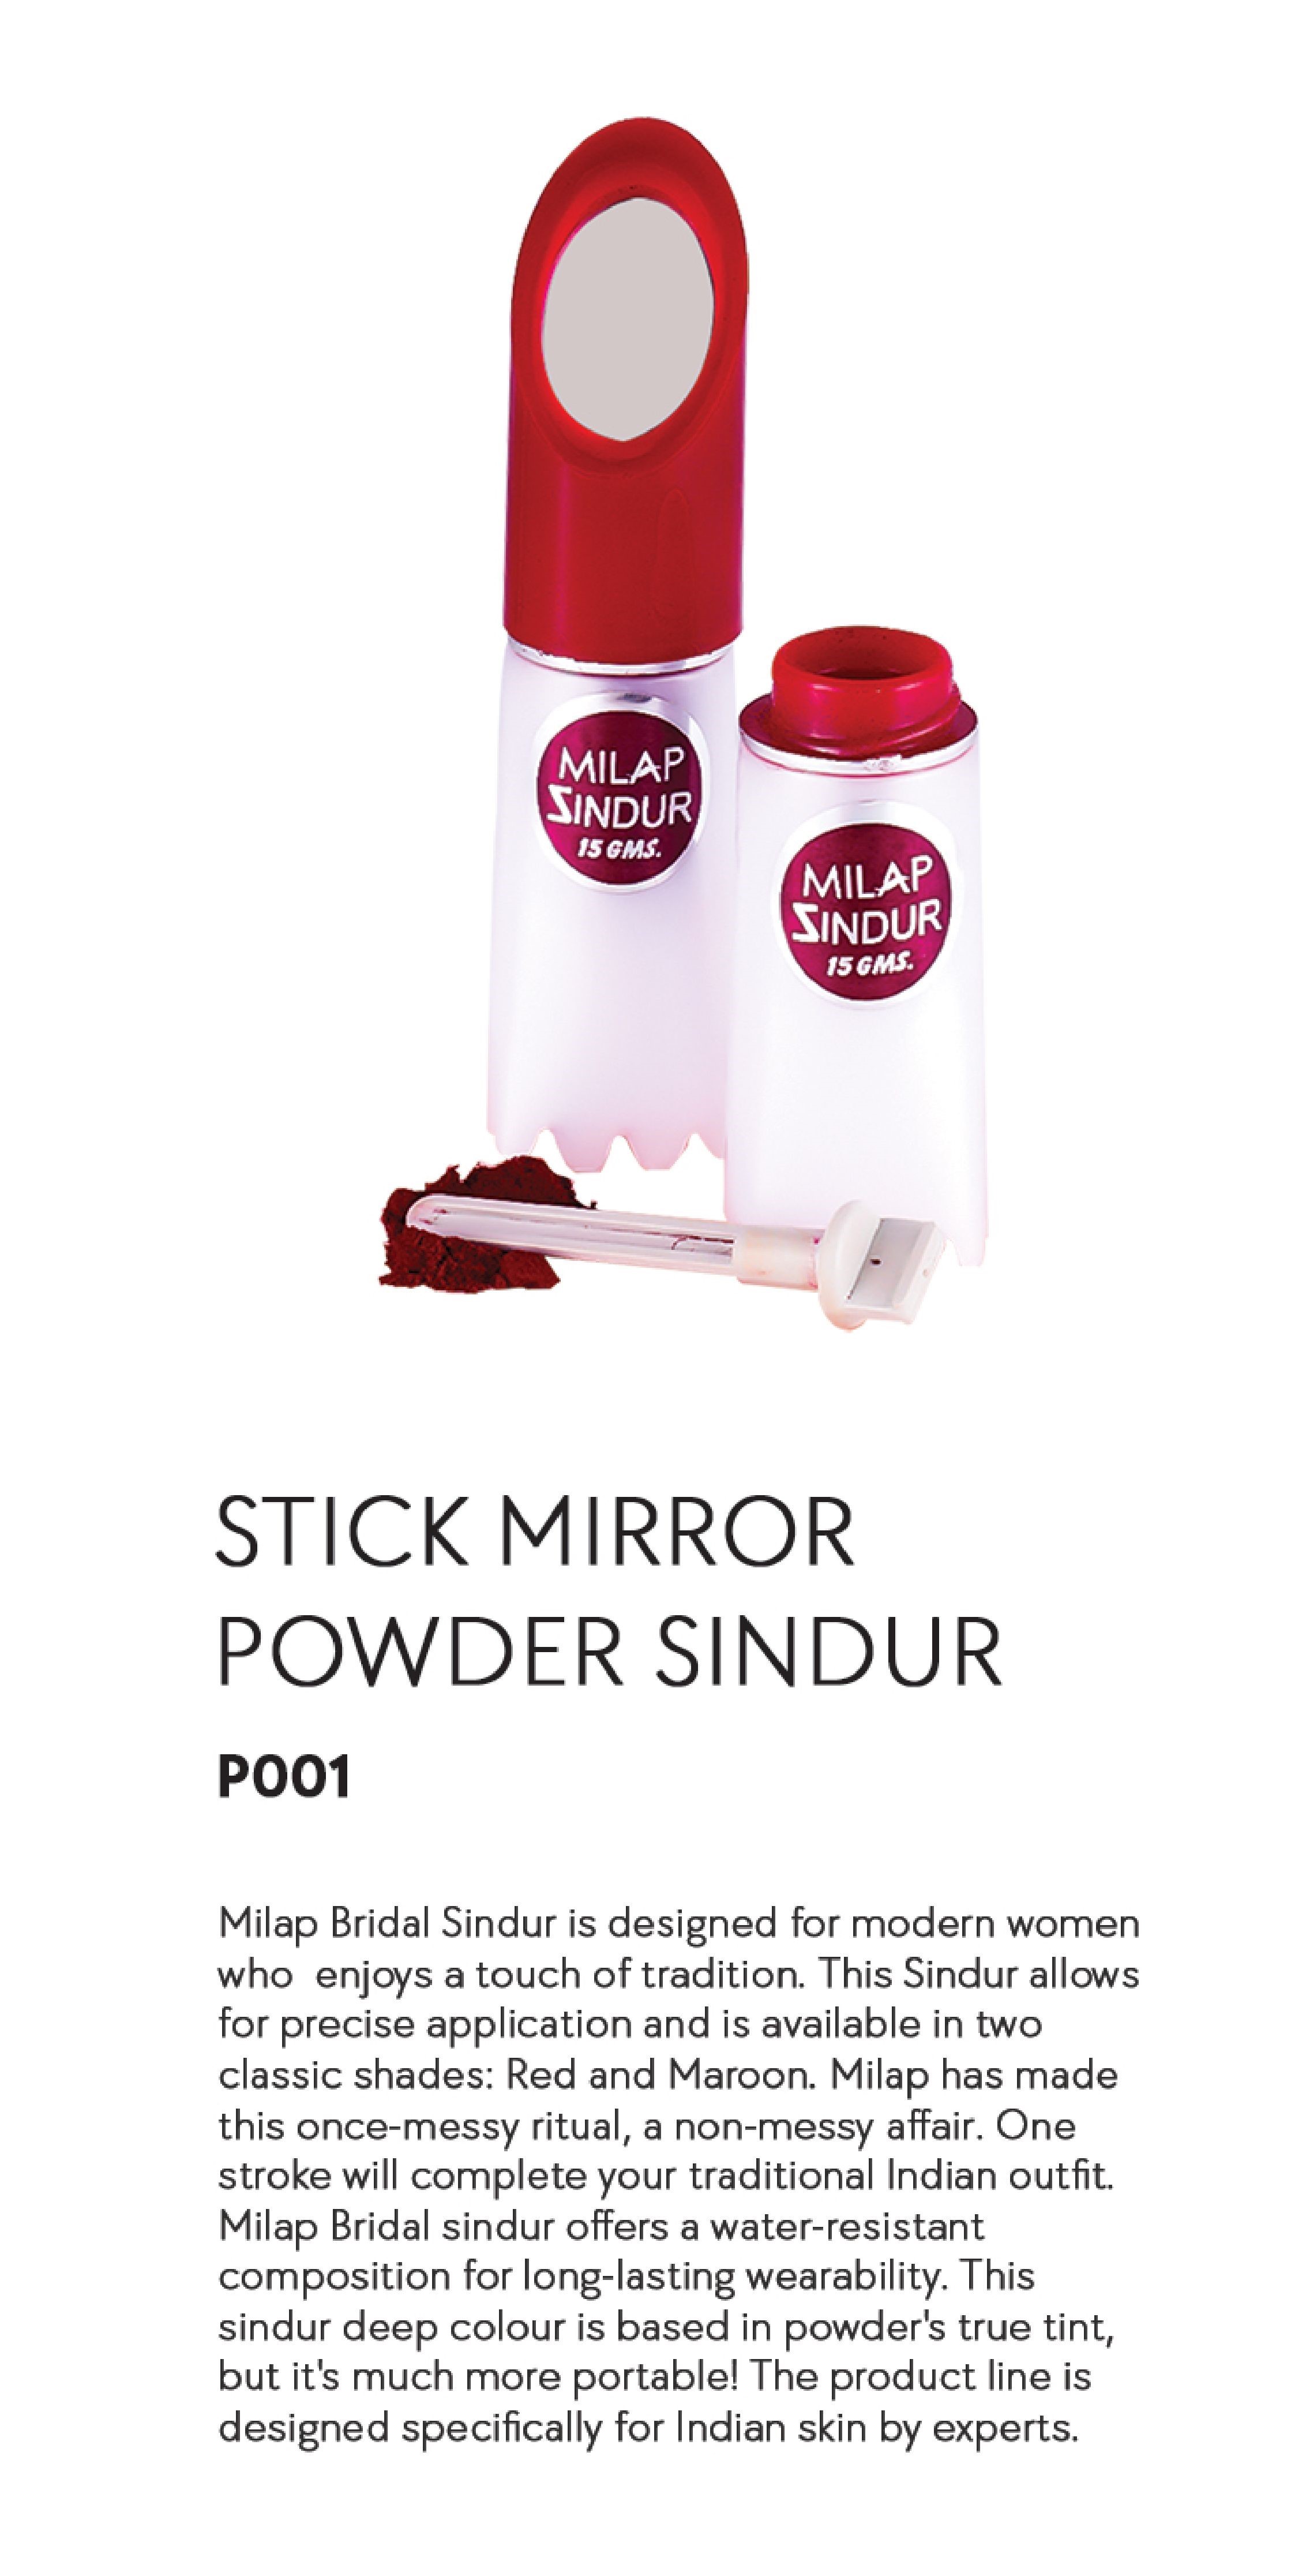 MILAP
SINDUR
15 GMS.
MILAP
SINDUR
15 GMS.
STICK MIRROR
POWDER SINDUR
P001
Milap Bridal Sindur is designed for modern women
who  enjoys a touch of tradition. This Sindur allows
for precise application and is available in two
classic shades: Red and Maroon. Milap has made
this once-messy ritual, a non-messy affair. One
stroke will complete your traditional Indian outfit.
Milap Bridal sindur offers a water-resistant
composition for long-lasting wearability. This
sindur deep colour is based in powder's true tint,
but it's much more portable! The product line is
designed specifically for Indian skin by experts.